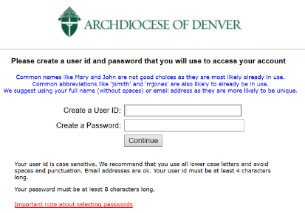 ARCHDIOCESE OF DENVER
Please create a user id and password that you will use to access your account
Common names like Mary and John are not good choices as they are most likely already in use.
Common abbreviations like 'jsmith' and 'mjones' are also likely to already be in use.
We suggest using your full name (without spaces) or email address as they are more likely to be unique.
Create a User ID:
Create a Password:
Continue
Your user id is case sensitive. We recommend that you use all lower case letters and avoid
spaces and punctuation. Email addresses are ok. Your user id must be at least 4 characters
long.
Your password must be at least 8 characters long.
Important note about selecting passwords